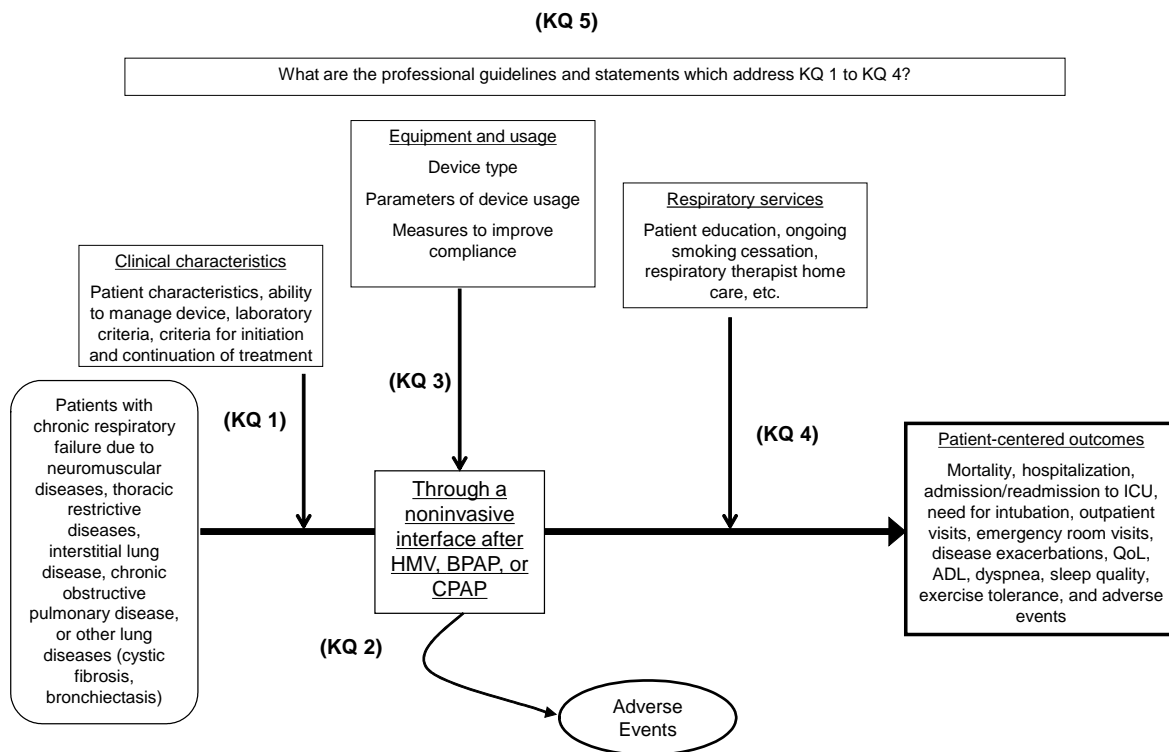 (KQ 5)
What are the professional guidelines and statements which address KQ 1 to KQ 4?
Equipment and usage
Device type
Parameters of device usage
Measures to improve
compliance
Respiratory services
Patient education, ongoing
smoking cessation,
respiratory therapist home
care, etc.
Clinical characteristics
Patient characteristics, ability
to manage device, laboratory
criteria, criteria for initiation
and continuation of treatment
(KQ 3)
(KQ 1)
(KQ 4)
Patients with
chronic respiratory
failure due to
neuromuscular
diseases, thoracic
restrictive
diseases,
interstitial lung
disease, chronic
obstructive
pulmonary disease,
or other lung
diseases (cystic
fibrosis,
bronchiectasis)
Through a
noninvasive
interface after
HMV, BPAP, or
CPAP
Patient-centered outcomes
Mortality, hospitalization,
admission/readmission to ICU,
need for intubation, outpatient
visits, emergency room visits,
disease exacerbations, QoL,
ADL, dyspnea, sleep quality,
exercise tolerance, and adverse
events
(KQ 2)
Adverse
Events